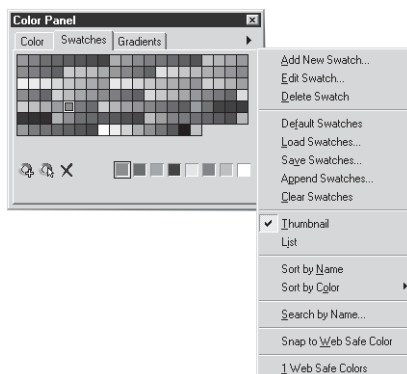 Color Panel
Color Swatches Gradients
Add New Swatch...
Edit Swatch...
Delete Swatch
Default Swatches
Load Swatches...
Save Swatches...
Append Swatches...
Clear Swatches
Thumbnail
List
Sort by Name
Sort by Color
Search by Name...
Snap to Web Safe Color
1 Web Safe Colors